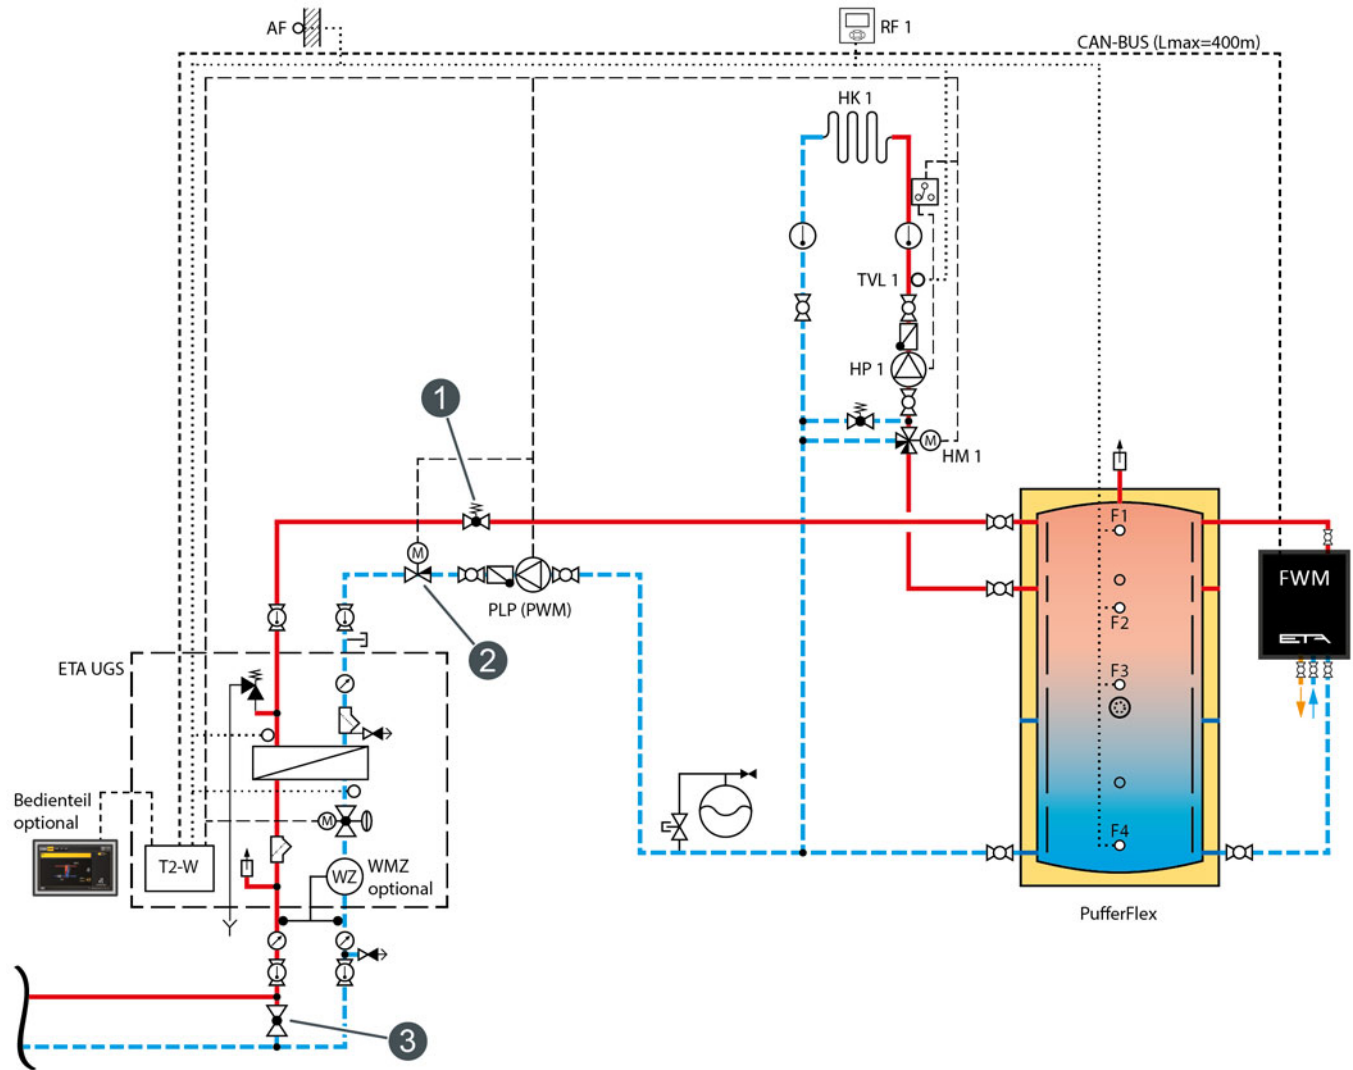 AF
RF 1
CAN-BUS (Lmax=400m)
HK 1
TVL 1
HP 1
1
M
HM 1
F1
M
FWM
PLP (PWM)
F2
ETA
2
ETA UGS
F3
Bedienteil
optional
M
F4
T2-W
WZ
WMZ
optional
PufferFlex
3